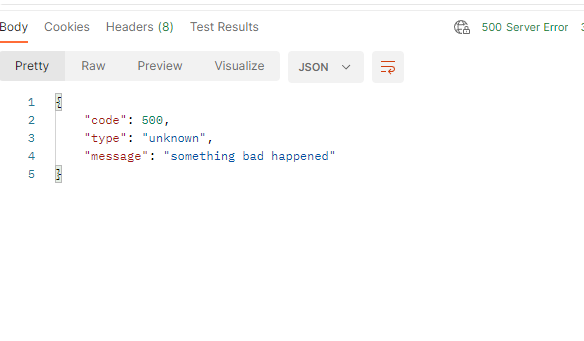 Body Cookies Headers (8) Test Results 500 Server Error
Pretty Raw Preview Visualize JSON
1 {
2 "code": 500,
3 "type": "unknown",
4 "message": "something bad happened"
5 }